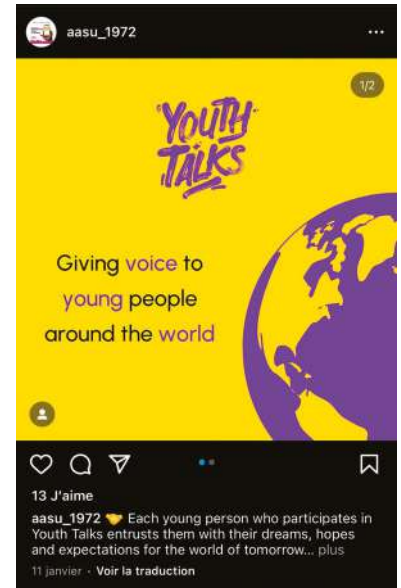 aasu_1972
1/2
YOUTH
TALKS
Giving voice to
young people
around the world
13 J'aime
aasu_1972 🤝 Each young person who participates in
Youth Talks entrusts them with their dreams, hopes
and expectations for the world of tomorrow... plus
11 janvier · Voir la traduction